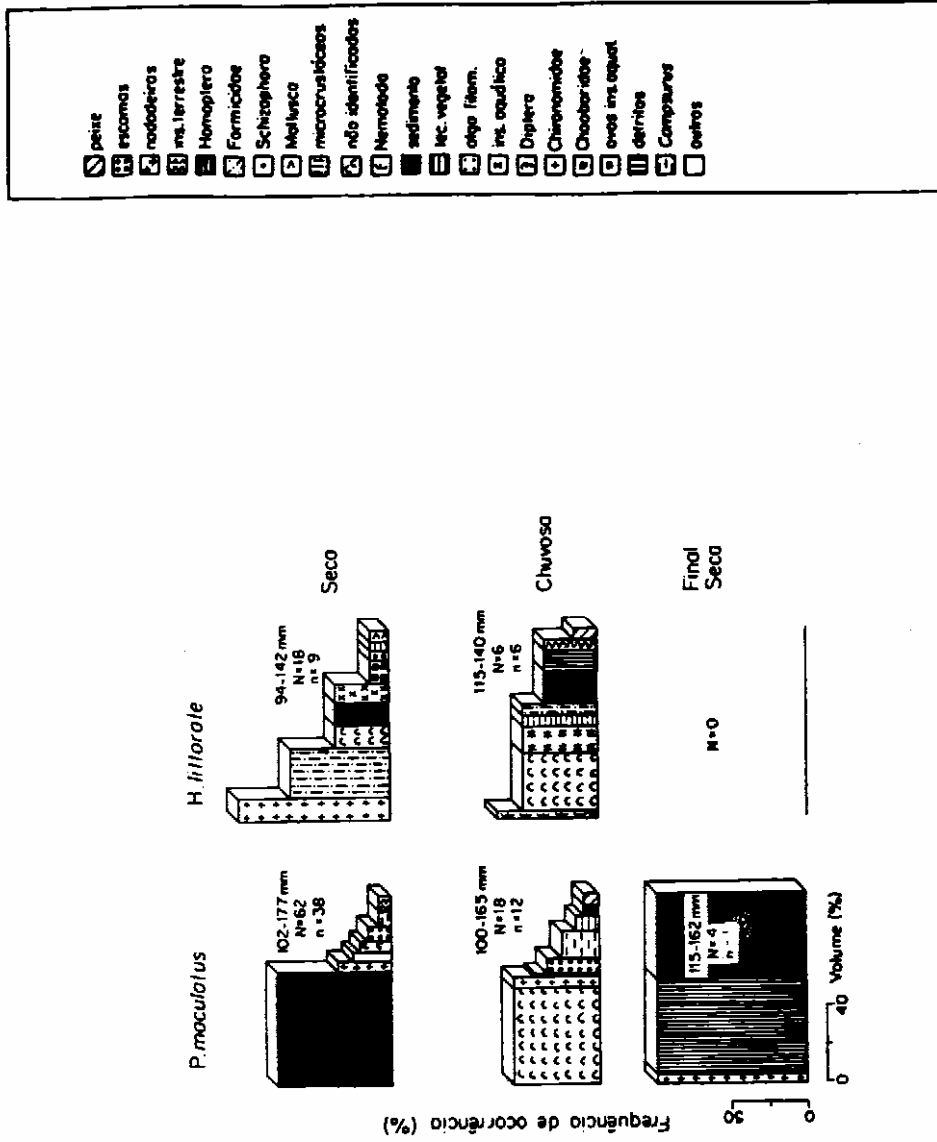 P. maculatus
H. littorale
102-177 mm
N=62
n=38
94-142 mm
N=18
n=9
Seca
100-165 mm
N=18
n=12
115-140 mm
N=6
n=6
Chuvosa
115-162 mm
N=4
N=0
Final
Seca
Frequência de ocorrência (%)
50
0
0
40
Volume (%)
peixe
escamas
nadadeiras
ins. terrestre
Homoptera
Formicidae
Schizophora
Mollusca
microcrustáceos
não identificados
Nematoda
sedimento
tec. vegetal
alga filam.
ins. aquático
Diptera
Chironomidae
Chaoboridae
ovos ins. aquat.
detritos
Campsurus
outros